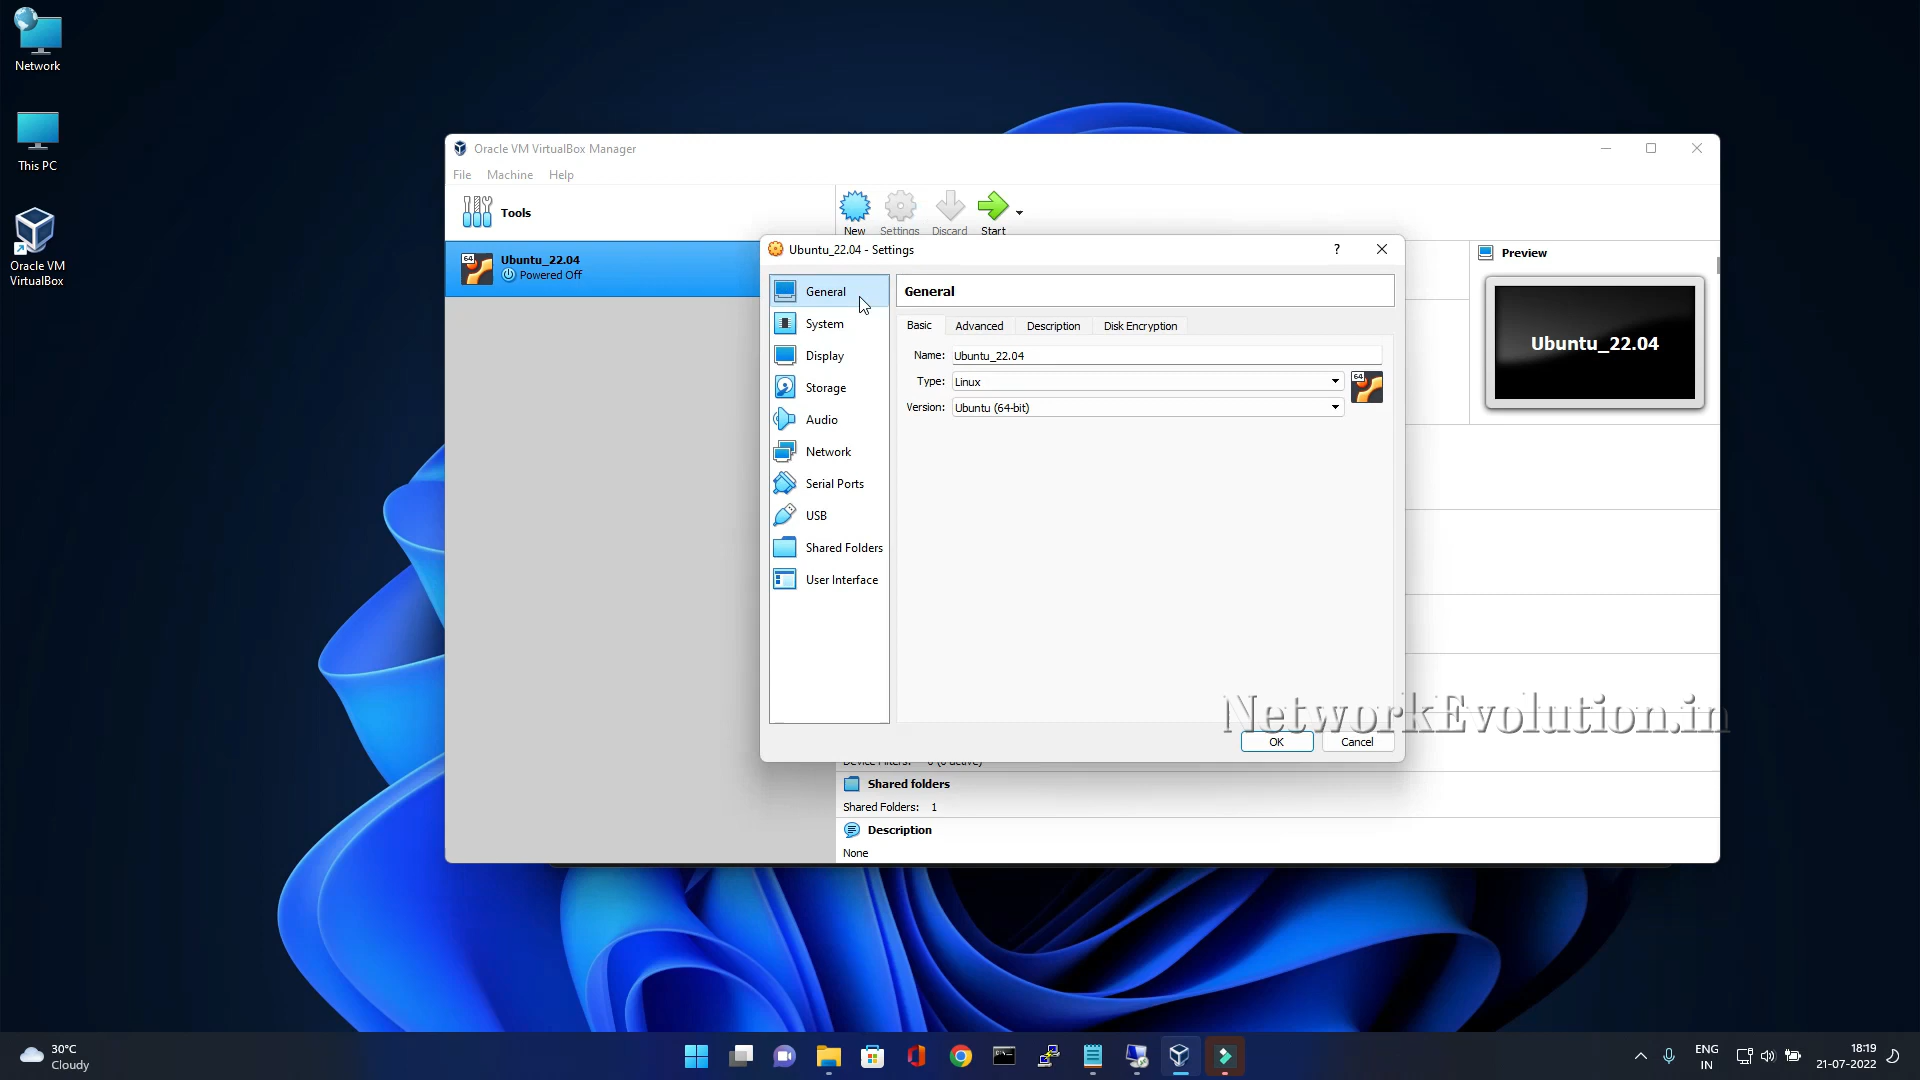 Network
This PC
Oracle VM
VirtualBox
Oracle VM VirtualBox Manager
File Machine Help
Tools
New Settings Discard Start
64
Ubuntu_22.04
Powered Off
Ubuntu_22.04 - Settings
?
General
System
Display
Storage
Audio
Network
Serial Ports
USB
Shared Folders
User Interface
General
Basic Advanced Description Disk Encryption
Name: Ubuntu_22.04
Type: Linux
64
Version: Ubuntu (64-bit)
OK Cancel
Preview
Ubuntu_22.04
NetworkEvolution.in
Device Filters: 0 (0 active)
Shared folders
Shared Folders: 1
Description
None
30°C
Cloudy
ENG
IN
18:19
21-07-2022